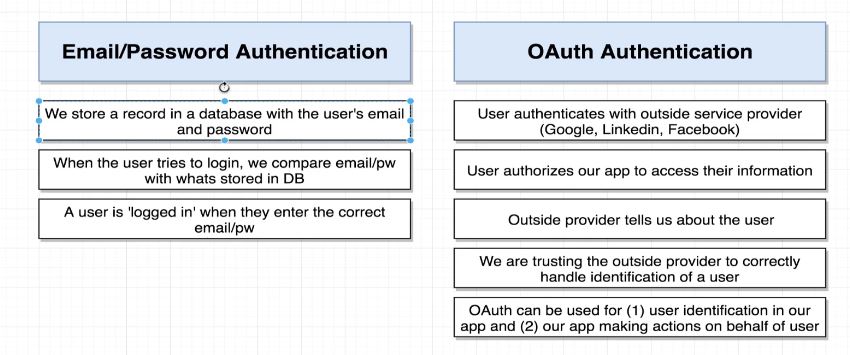 Email/Password Authentication
We store a record in a database with the user's email
and password
When the user tries to login, we compare email/pw
with whats stored in DB
A user is 'logged in' when they enter the correct
email/pw
OAuth Authentication
User authenticates with outside service provider
(Google, Linkedin, Facebook)
User authorizes our app to access their information
Outside provider tells us about the user
We are trusting the outside provider to correctly
handle identification of a user
OAuth can be used for (1) user identification in our
app and (2) our app making actions on behalf of user